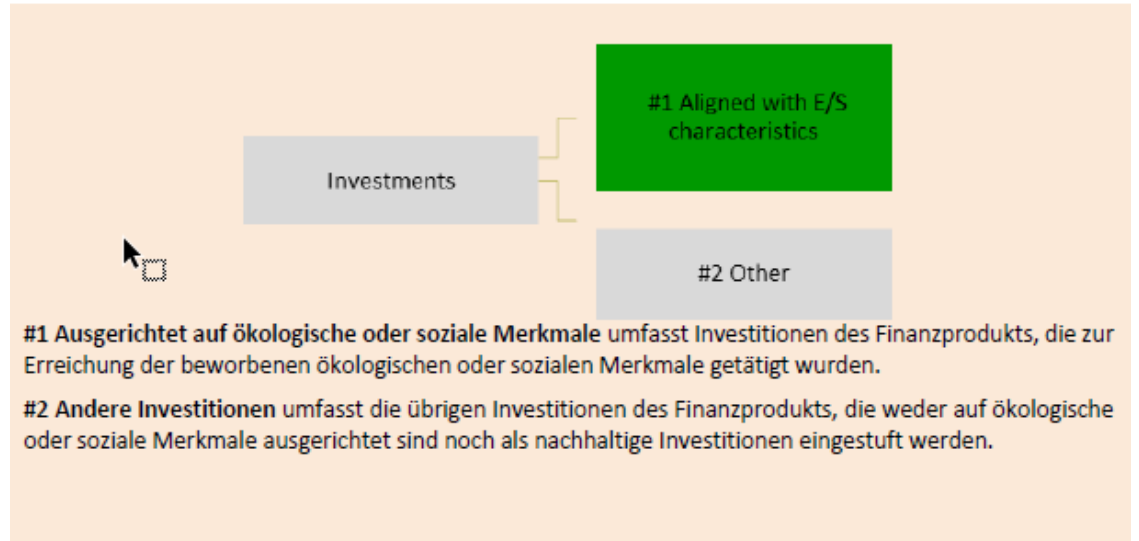 #1 Aligned with E/S
characteristics
Investments
#2 Other
#1 Ausgerichtet auf ökologische oder soziale Merkmale umfasst Investitionen des Finanzprodukts, die zur
Erreichung der beworbenen ökologischen oder sozialen Merkmale getätigt wurden.
#2 Andere Investitionen umfasst die übrigen Investitionen des Finanzprodukts, die weder auf ökologische
oder soziale Merkmale ausgerichtet sind noch als nachhaltige Investitionen eingestuft werden.